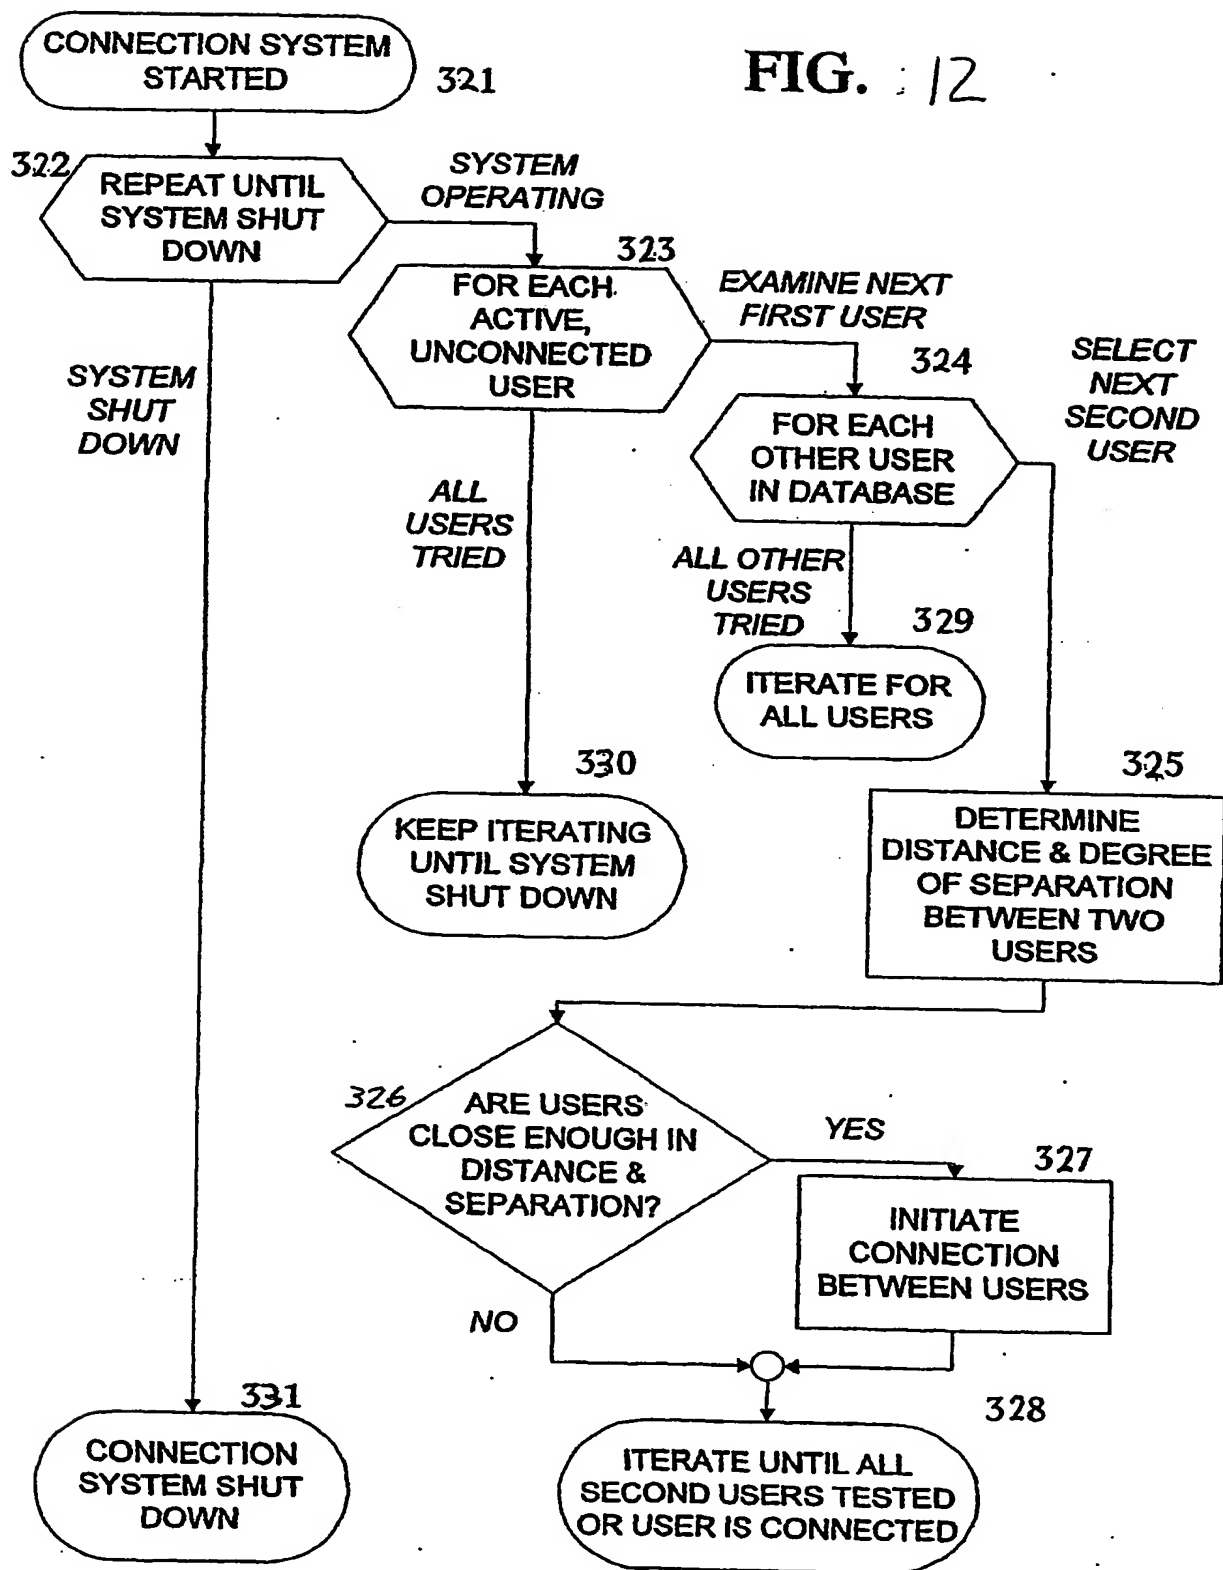 FIG. 12
CONNECTION SYSTEM
STARTED
321
322
REPEAT UNTIL
SYSTEM SHUT
DOWN
SYSTEM
OPERATING
323
FOR EACH
ACTIVE,
UNCONNECTED
USER
EXAMINE NEXT
FIRST USER
324
FOR EACH
OTHER USER
IN DATABASE
SELECT
NEXT
SECOND
USER
SYSTEM
SHUT
DOWN
ALL
USERS
TRIED
ALL OTHER
USERS
TRIED
329
ITERATE FOR
ALL USERS
330
KEEP ITERATING
UNTIL SYSTEM
SHUT DOWN
325
DETERMINE
DISTANCE & DEGREE
OF SEPARATION
BETWEEN TWO
USERS
326
ARE USERS
CLOSE ENOUGH IN
DISTANCE &
SEPARATION?
YES
327
INITIATE
CONNECTION
BETWEEN USERS
NO
328
ITERATE UNTIL ALL
SECOND USERS TESTED
OR USER IS CONNECTED
331
CONNECTION
SYSTEM SHUT
DOWN